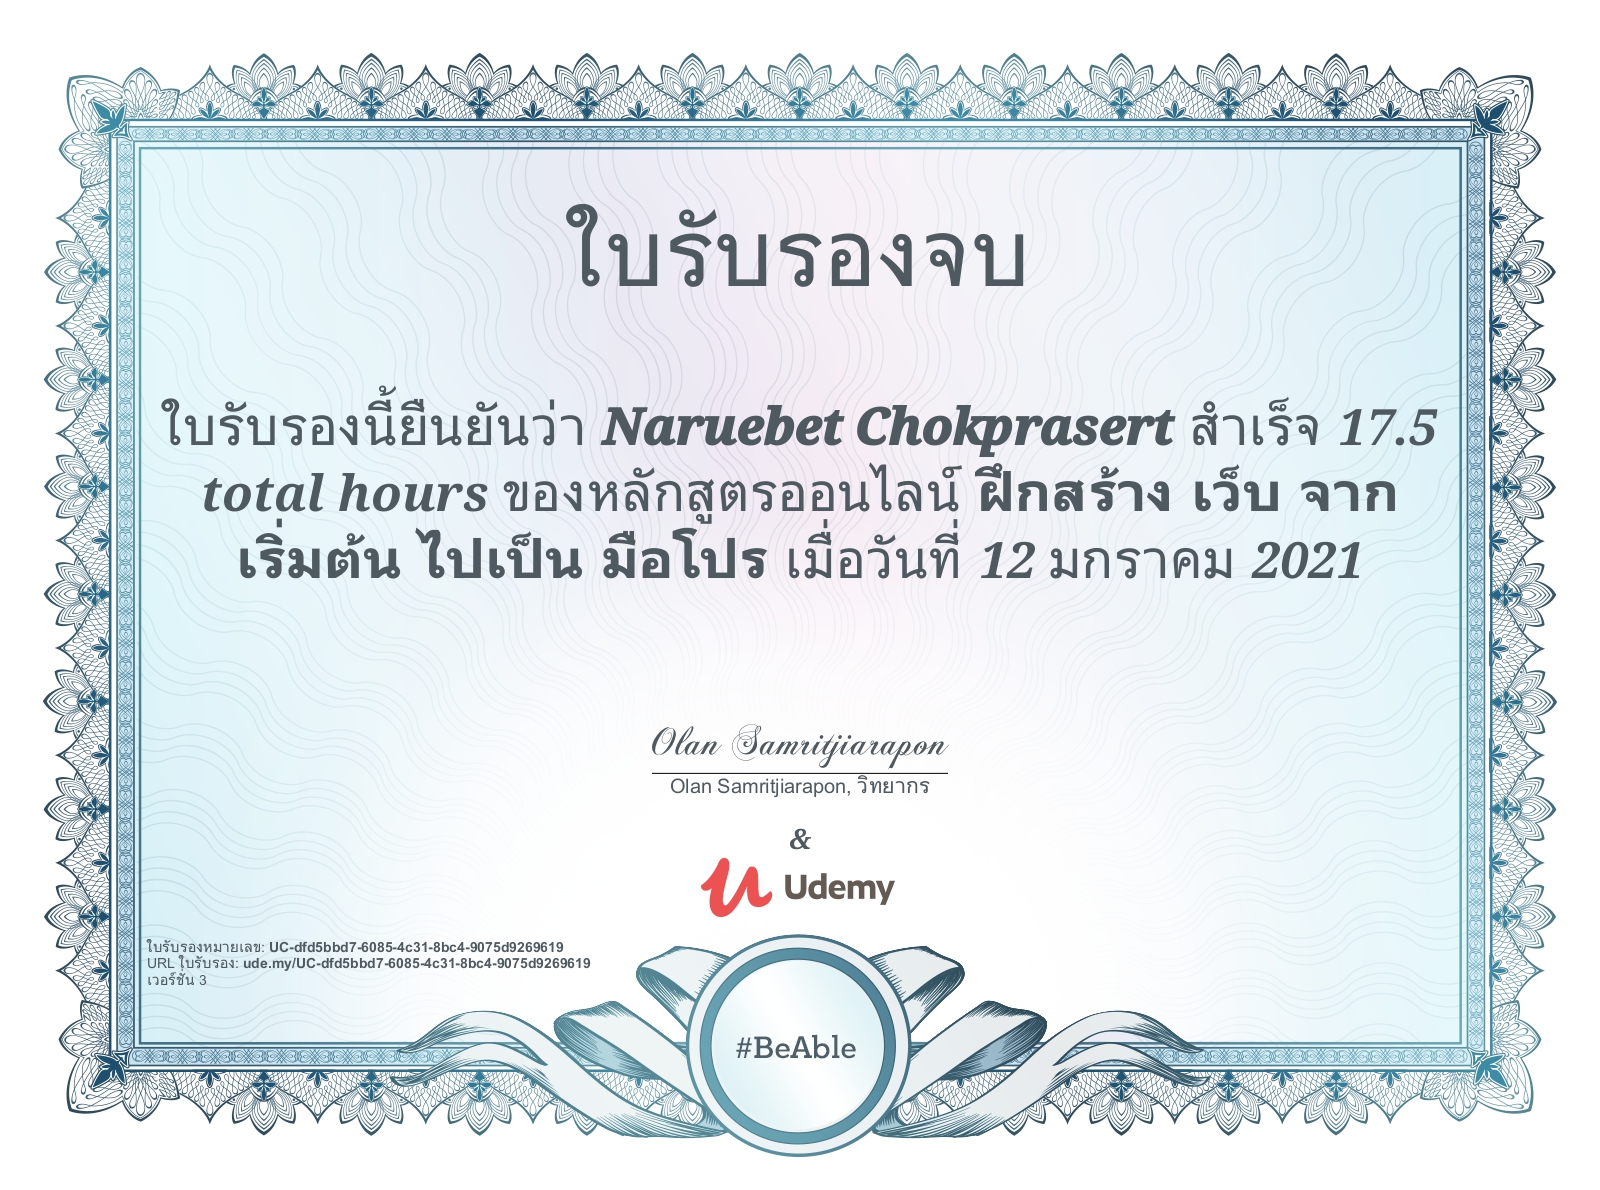 ใบรับรองจบ
ใบรับรองนี้ยืนยันว่า Naruebet Chokprasert สำเร็จ 17.5
total hours ของหลักสูตรออนไลน์ ฝึกสร้าง เว็บ จาก
เริ่มต้น ไปเป็น มือโปร เมื่อวันที่ 12 มกราคม 2021
Olan Samritjiarapon
Olan Samritjiarapon, วิทยากร
&
Udemy
ใบรับรองหมายเลข: UC-dfd5bbd7-6085-4c31-8bc4-9075d9269619
URL ใบรับรอง: ude.my/UC-dfd5bbd7-6085-4c31-8bc4-9075d9269619
เวอร์ชัน 3
#BeAble